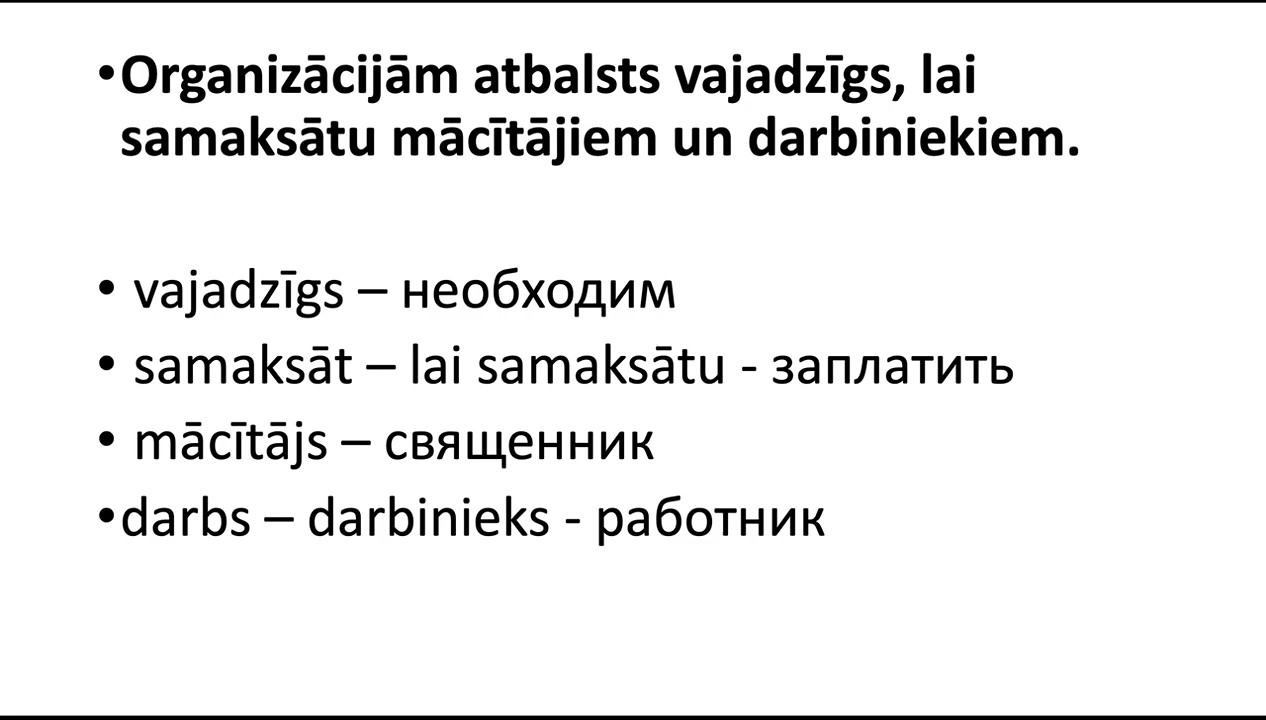 •Organizācijām atbalsts vajadzīgs, lai
samaksātu mācītājiem un darbiniekiem.
• vajadzīgs – необходим
• samaksāt – lai samaksātu - заплатить
• mācītājs – священник
•darbs – darbinieks - работник